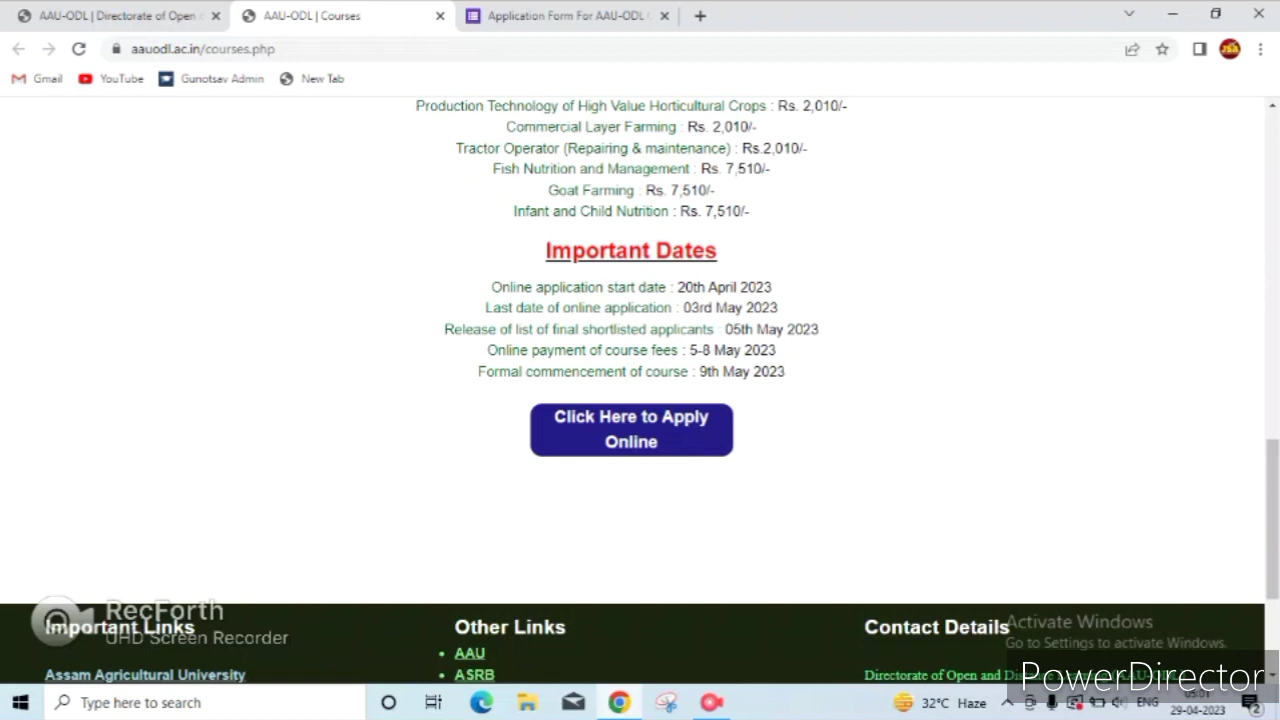 AAU-ODL | Directorate of Open
AAU-ODL | Courses
Application Form For AAU-ODL
aauodl.ac.in/courses.php
Gmail
YouTube
Gunotsav Admin
New Tab
Production Technology of High Value Horticultural Crops : Rs. 2,010/-
Commercial Layer Farming : Rs. 2,010/-
Tractor Operator (Repairing & maintenance) : Rs.2,010/-
Fish Nutrition and Management : Rs. 7,510/-
Goat Farming : Rs. 7,510/-
Infant and Child Nutrition : Rs. 7,510/-
Important Dates
Online application start date : 20th April 2023
Last date of online application : 03rd May 2023
Release of list of final shortlisted applicants : 05th May 2023
Online payment of course fees : 5-8 May 2023
Formal commencement of course : 9th May 2023
Click Here to Apply
Online
RecForth
UHD Screen Recorder
Important Links
Assam Agricultural University
Other Links
AAU
ASRB
Contact Details
Directorate of Open and
Activate Windows
Go to Settings to activate Windows.
PowerDirector
Type here to search
32°C Haze
ENG
05:01
29-04-2023
2